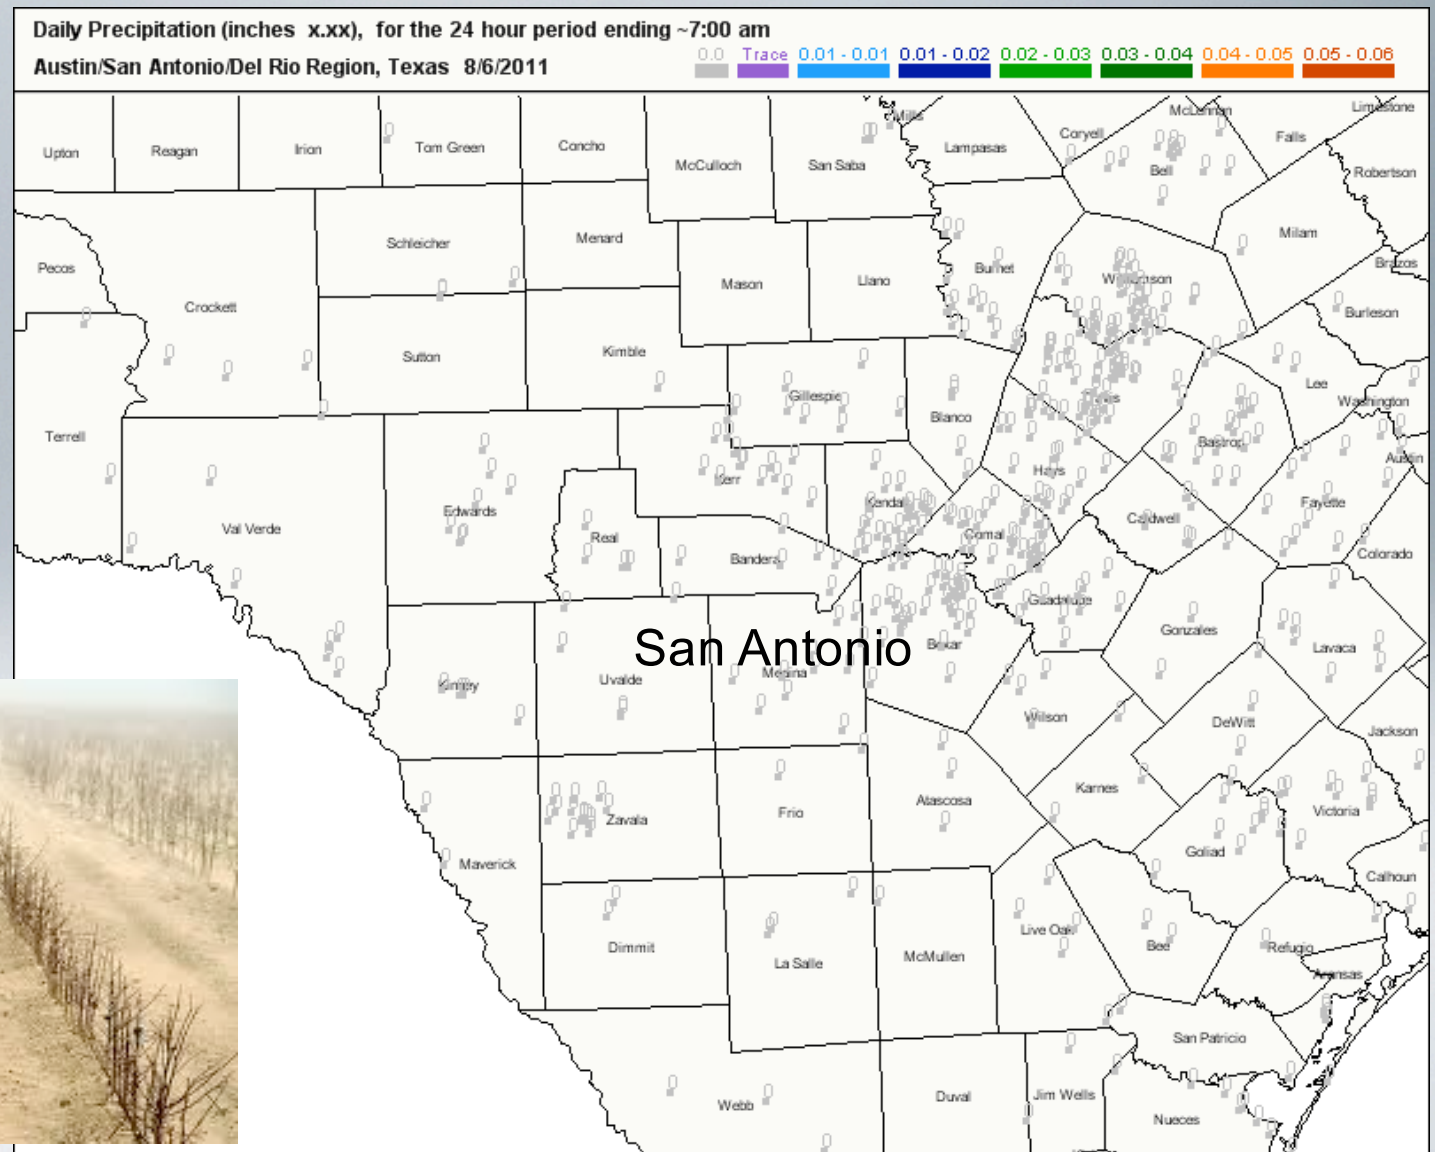 Daily Precipitation (inches x.xx), for the 24 hour period ending ~7:00 am
Austin/San Antonio/Del Rio Region, Texas 8/6/2011
0.0 Trace 0.01 - 0.01 0.01 - 0.02 0.02 - 0.03 0.03 - 0.04 0.04 - 0.05 0.05 - 0.06
Upton
Reagan
Irion
Tom Green
Concho
McCulloch
San Saba
Mills
Lampasas
Coryell
McLennan
Bell
Falls
Limestone
Robertson
Pecos
Crockett
Schleicher
Menard
Mason
Llano
Burnet
Williamson
Milam
Brazos
Burleson
Sutton
Kimble
Gillespie
Blanco
Travis
Lee
Washington
Terrell
Val Verde
Edwards
Real
Kerr
Bandera
Kendall
Comal
Hays
Caldwell
Bastrop
Fayette
Austin
Colorado
Guadalupe
Gonzales
Lavaca
San Antonio
Bexar
Kinney
Uvalde
Medina
Wilson
DeWitt
Jackson
Maverick
Zavala
Frio
Atascosa
Karnes
Goliad
Victoria
Calhoun
Dimmit
La Salle
McMullen
Live Oak
Bee
Refugio
Aransas
San Patricio
Webb
Duval
Jim Wells
Nueces